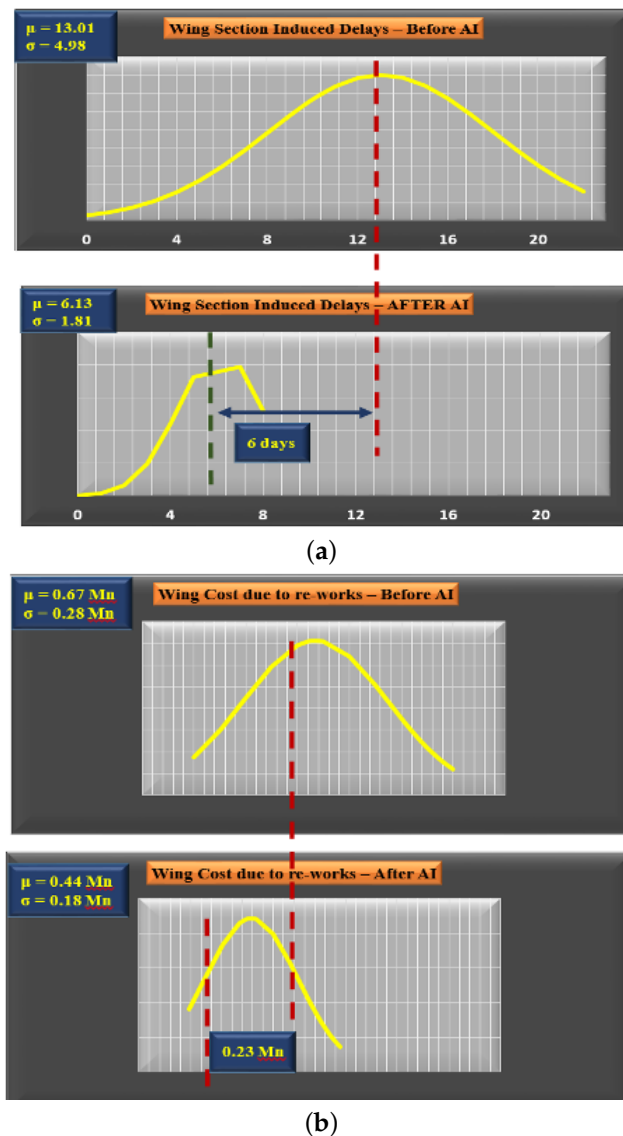 μ = 13.01
σ = 4.98
Wing Section Induced Delays – Before AI
0 4 8 12 16 20
μ = 6.13
σ = 1.81
Wing Section Induced Delays – AFTER AI
6 days
0 4 8 12 16 20
(a)
μ = 0.67 Mn
σ = 0.28 Mn
Wing Cost due to re-works – Before AI
μ = 0.44 Mn
σ = 0.18 Mn
Wing Cost due to re-works – After AI
0.23 Mn
(b)